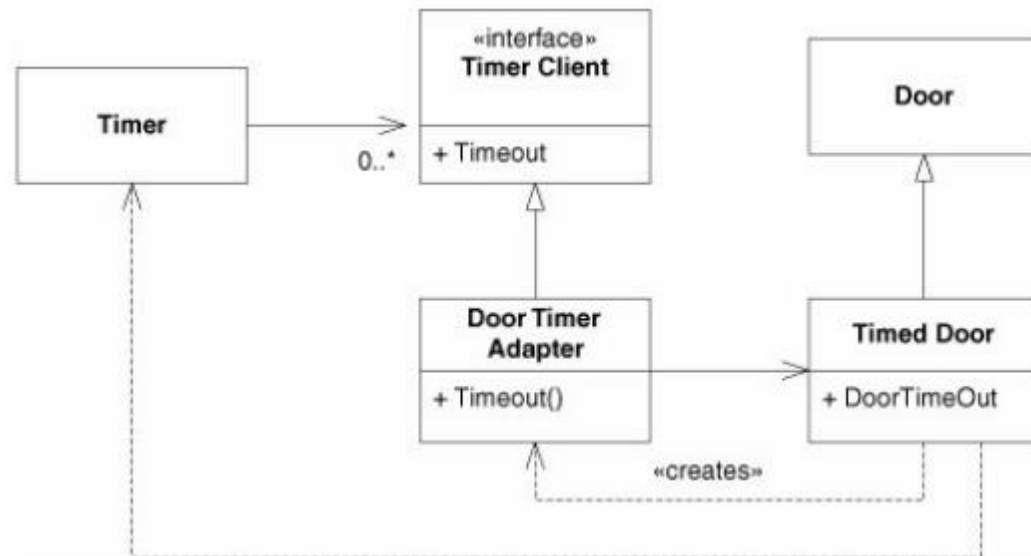 Timer
0..*
«interface»
Timer Client
+ Timeout
Door
Door Timer
Adapter
+ Timeout()
Timed Door
+ DoorTimeOut
«creates»